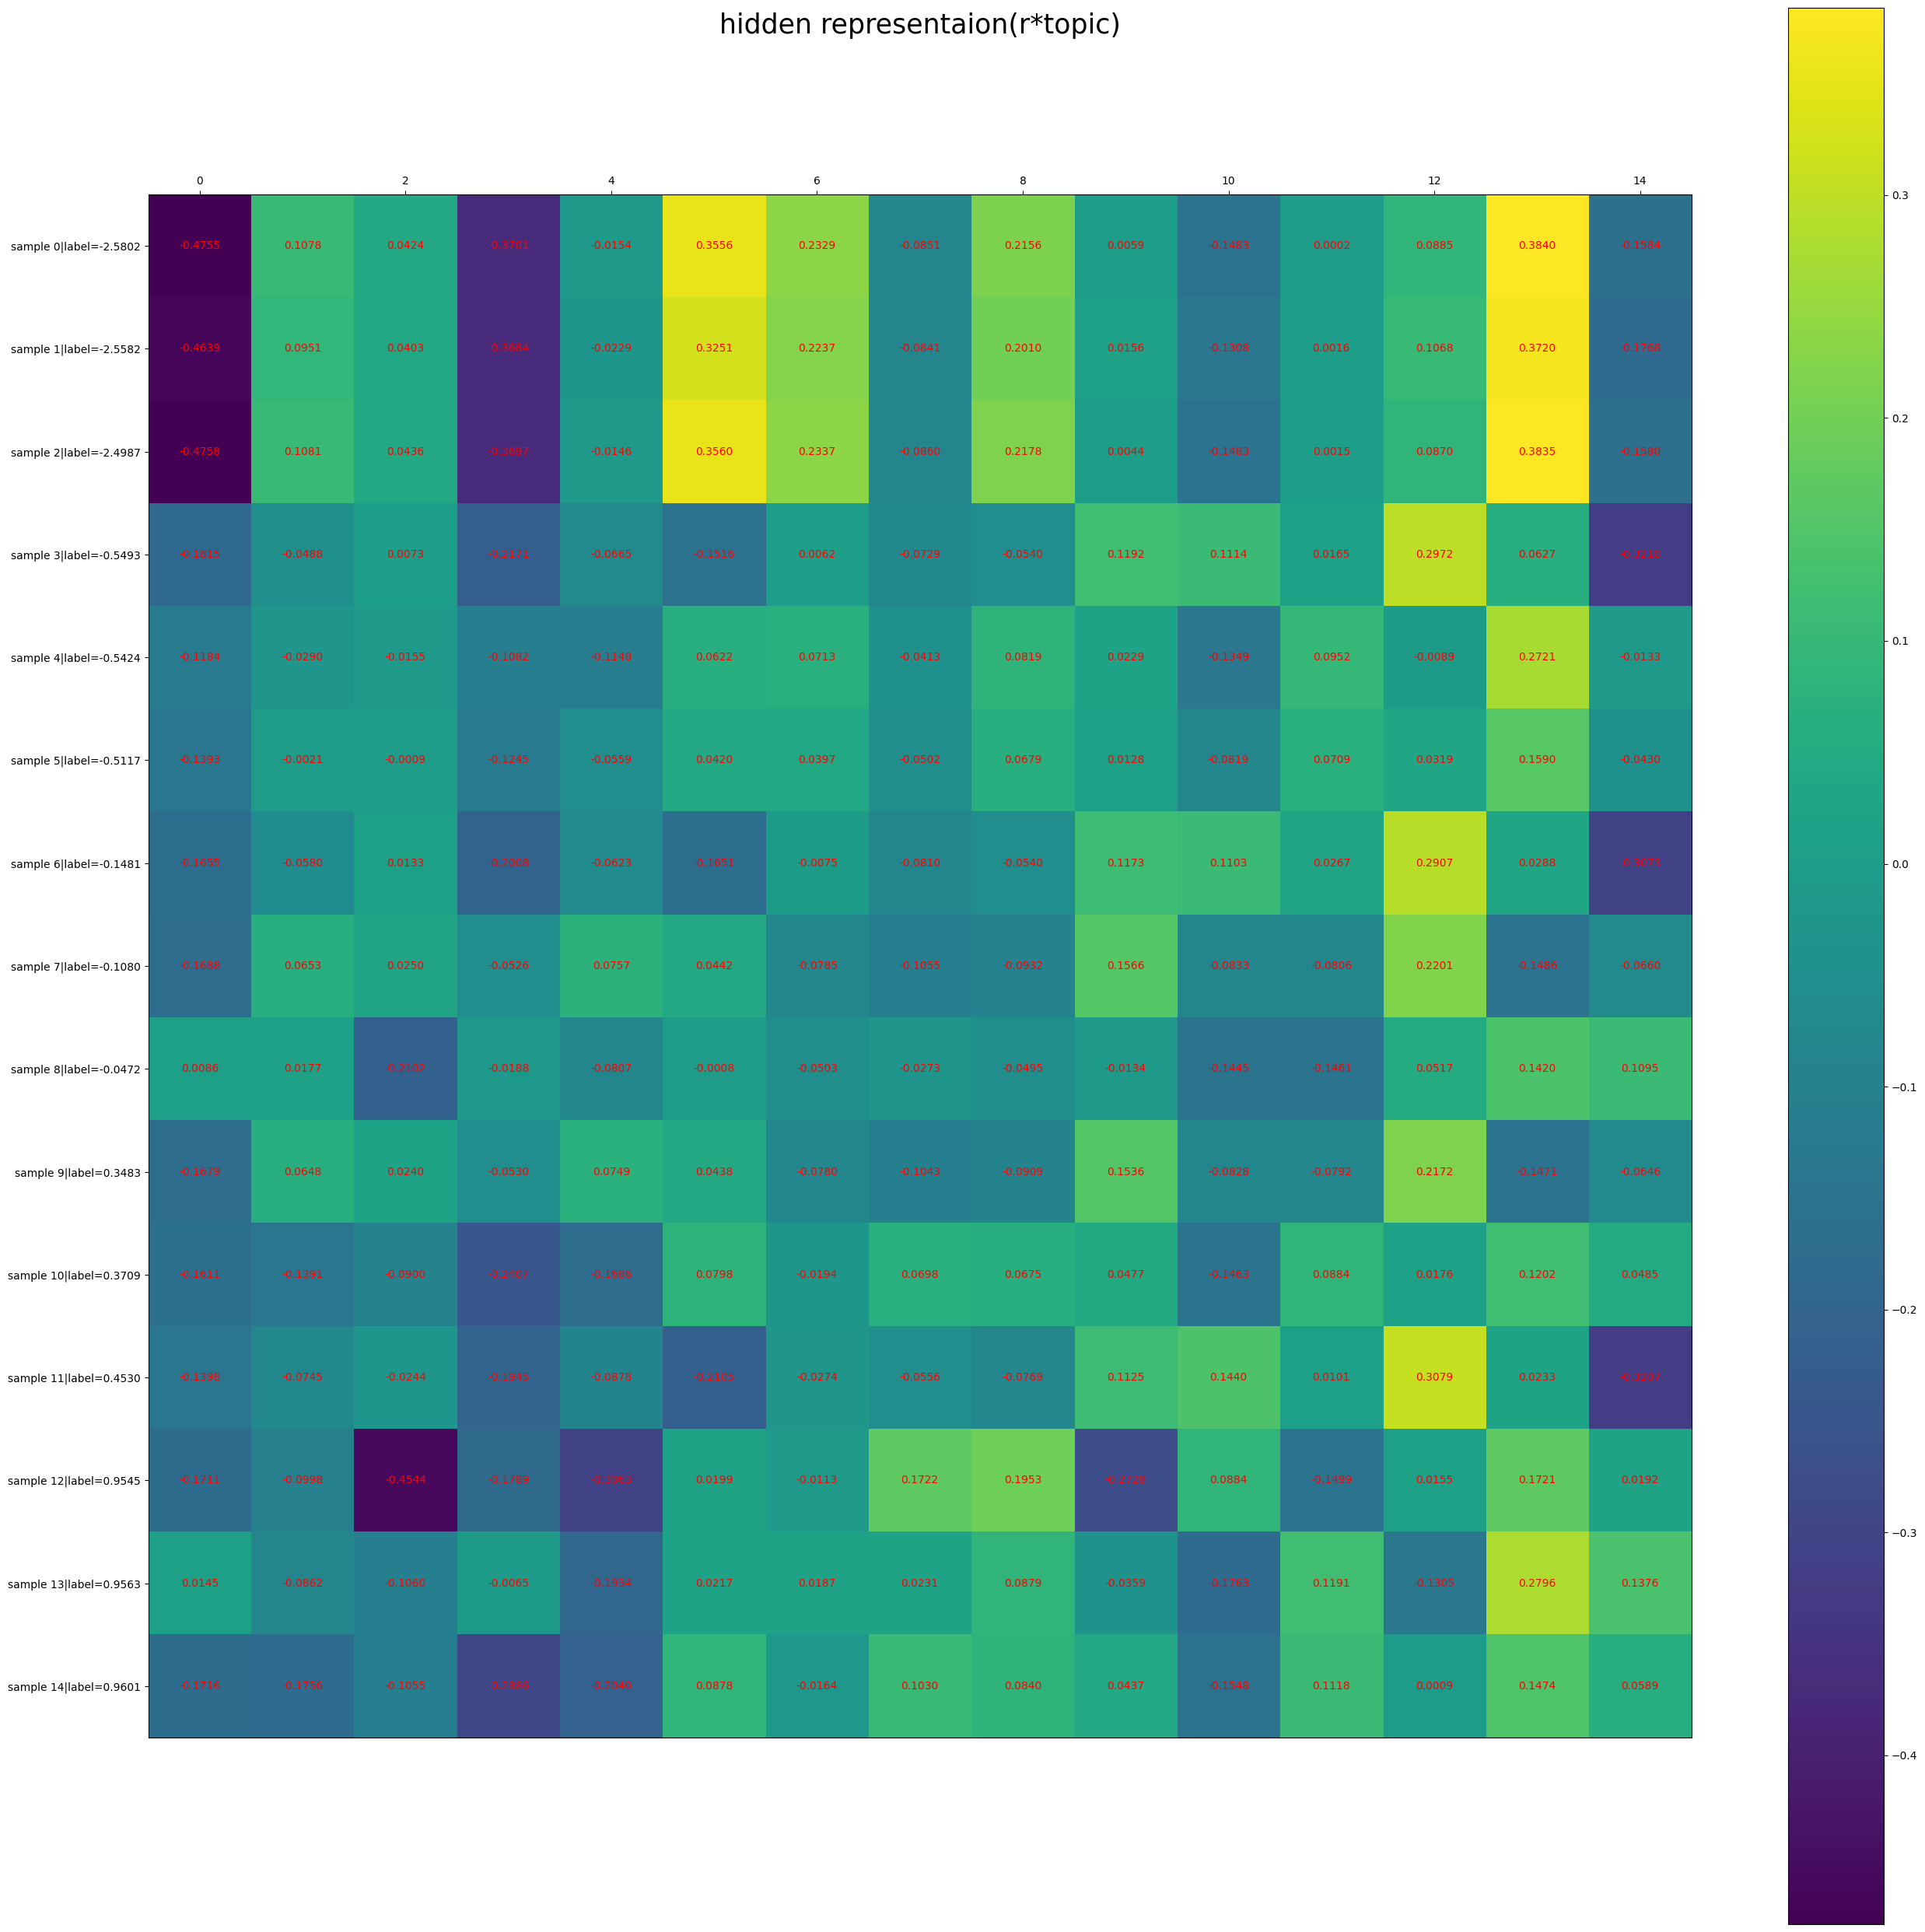 hidden representaion(r*topic)
0 2 4 6 8 10 12 14
sample 0|label=-2.5802 -0.4755 0.1078 0.0424 -0.3701 -0.0154 0.3556 0.2329 -0.0851 0.2156 0.0059 -0.1483 0.0002 0.0885 0.3840 -0.1584
sample 1|label=-2.5582 -0.4639 0.0951 0.0403 -0.3684 -0.0229 0.3251 0.2237 -0.0841 0.2010 0.0156 -0.1308 0.0016 0.1068 0.3720 -0.1768
sample 2|label=-2.4987 -0.4758 0.1081 0.0436 -0.3697 -0.0146 0.3560 0.2337 -0.0860 0.2178 0.0044 -0.1483 0.0015 0.0870 0.3835 -0.1580
sample 3|label=-0.5493 -0.1815 -0.0488 0.0073 -0.2171 -0.0665 -0.1516 0.0062 -0.0729 -0.0540 0.1192 0.1114 0.0165 0.2972 0.0627
sample 4|label=-0.5424 -0.1184 -0.0290 -0.0155 -0.1082 -0.1148 0.0622 0.0713 -0.0413 0.0819 0.0229 -0.1349 0.0952 -0.0089 0.2721 -0.0133
sample 5|label=-0.5117 -0.1393 -0.0021 -0.0009 -0.1245 -0.0559 0.0420 0.0397 -0.0502 0.0679 0.0128 -0.0819 0.0709 0.0319 0.1590 -0.0430
sample 6|label=-0.1481 -0.1655 -0.0580 0.0133 -0.0623 -0.1651 -0.0075 -0.0810 -0.0540 0.1173 0.1103 0.0267 0.2907 0.0288
sample 7|label=-0.1080 -0.1688 0.0653 0.0250 -0.0526 0.0757 0.0442 -0.0785 -0.1055 -0.0932 0.1566 -0.0833 -0.0806 0.2201 -0.1486 -0.0660
sample 8|label=-0.0472 0.0086 0.0177 -0.2102 -0.0188 -0.0807 -0.0008 -0.0503 -0.0273 -0.0495 -0.0134 -0.1445 -0.1461 0.0517 0.1420 0.1095
sample 9|label=0.3483 -0.1679 0.0648 0.0240 -0.0530 0.0749 0.0438 -0.0780 -0.1043 -0.0909 0.1536 -0.0828 -0.0792 0.2172 -0.1471 -0.0646
sample 10|label=0.3709 -0.1611 -0.1391 -0.0900 -0.2407 -0.1686 0.0798 -0.0194 0.0698 0.0675 0.0477 -0.1463 0.0884 0.0176 0.1202 0.0485
sample 11|label=0.4530 -0.1398 -0.0745 -0.0244 -0.1945 -0.0878 -0.2105 -0.0274 -0.0556 -0.0769 0.1125 0.1440 0.0101 0.3079 0.0233 -0.3207
sample 12|label=0.9545 -0.1711 -0.0998 -0.4544 -0.1789 0.0199 -0.0113 0.1722 0.1953 0.0884 -0.1499 0.0155 0.1721 0.0192
sample 13|label=0.9563 0.0145 -0.0862 -0.1060 -0.0065 -0.1934 0.0217 0.0187 0.0231 0.0879 -0.0359 -0.1763 0.1191 -0.1305 0.2796 0.1376
sample 14|label=0.9601 -0.1716 -0.1756 -0.1055 -0.2040 0.0878 -0.0164 0.1030 0.0840 0.0437 -0.1548 0.1118 0.0009 0.1474 0.0589
0.3
0.2
0.1
0.0
−0.1
−0.2
−0.3
−0.4